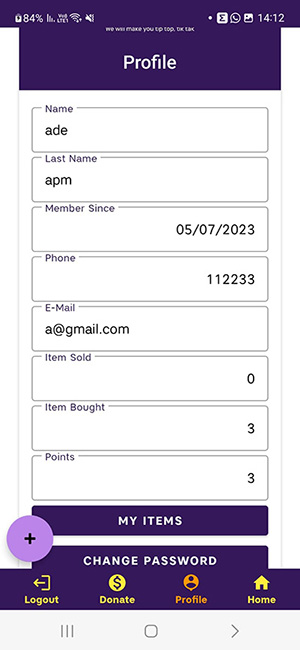 84% Voll LTE1 14:12
we will make you tip top, tik tak
Profile
Name
ade
Last Name
apm
Member Since
05/07/2023
Phone
112233
E-Mail
a@gmail.com
Item Sold
0
Item Bought
3
Points
3
MY ITEMS
+
CHANGE PASSWORD
Logout Donate Profile Home